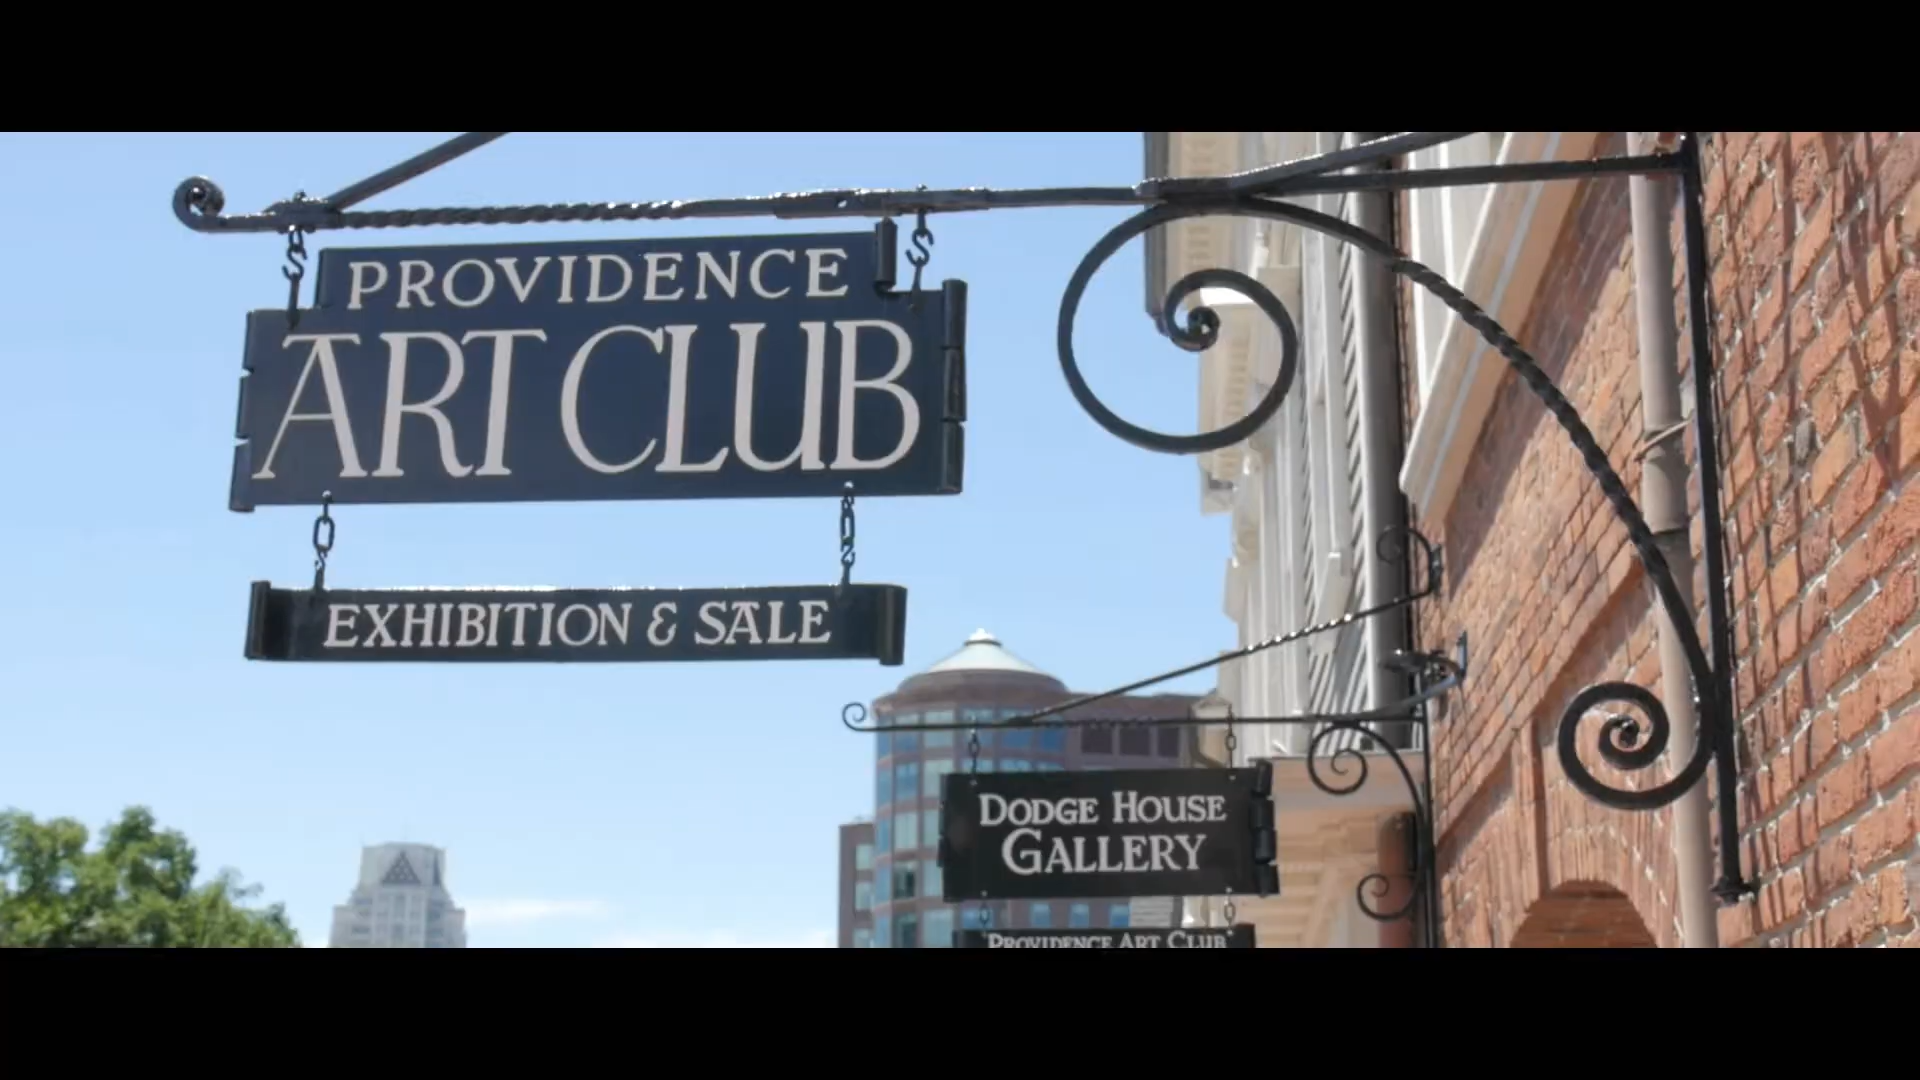 PROVIDENCE
ART CLUB
EXHIBITION & SALE
DODGE HOUSE
GALLERY
PROVIDENCE ART CLUB